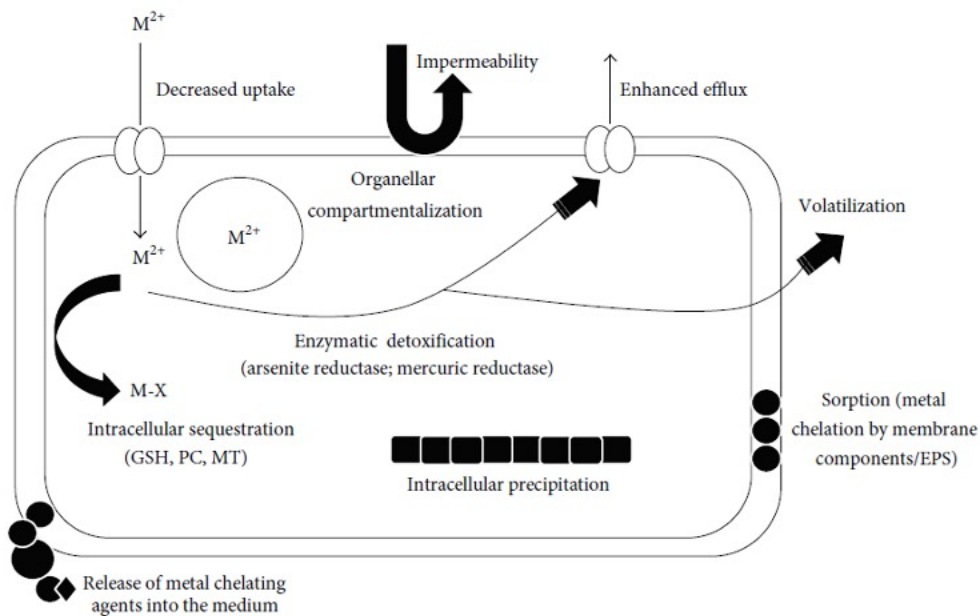 M²⁺
Decreased uptake
Impermeability
Enhanced efflux
Organellar
compartmentalization
Volatilization
M²⁺
M²⁺
Enzymatic detoxification
(arsenite reductase; mercuric reductase)
M-X
Intracellular sequestration
(GSH, PC, MT)
Intracellular precipitation
Sorption (metal
chelation by membrane
components/EPS)
Release of metal chelating
agents into the medium